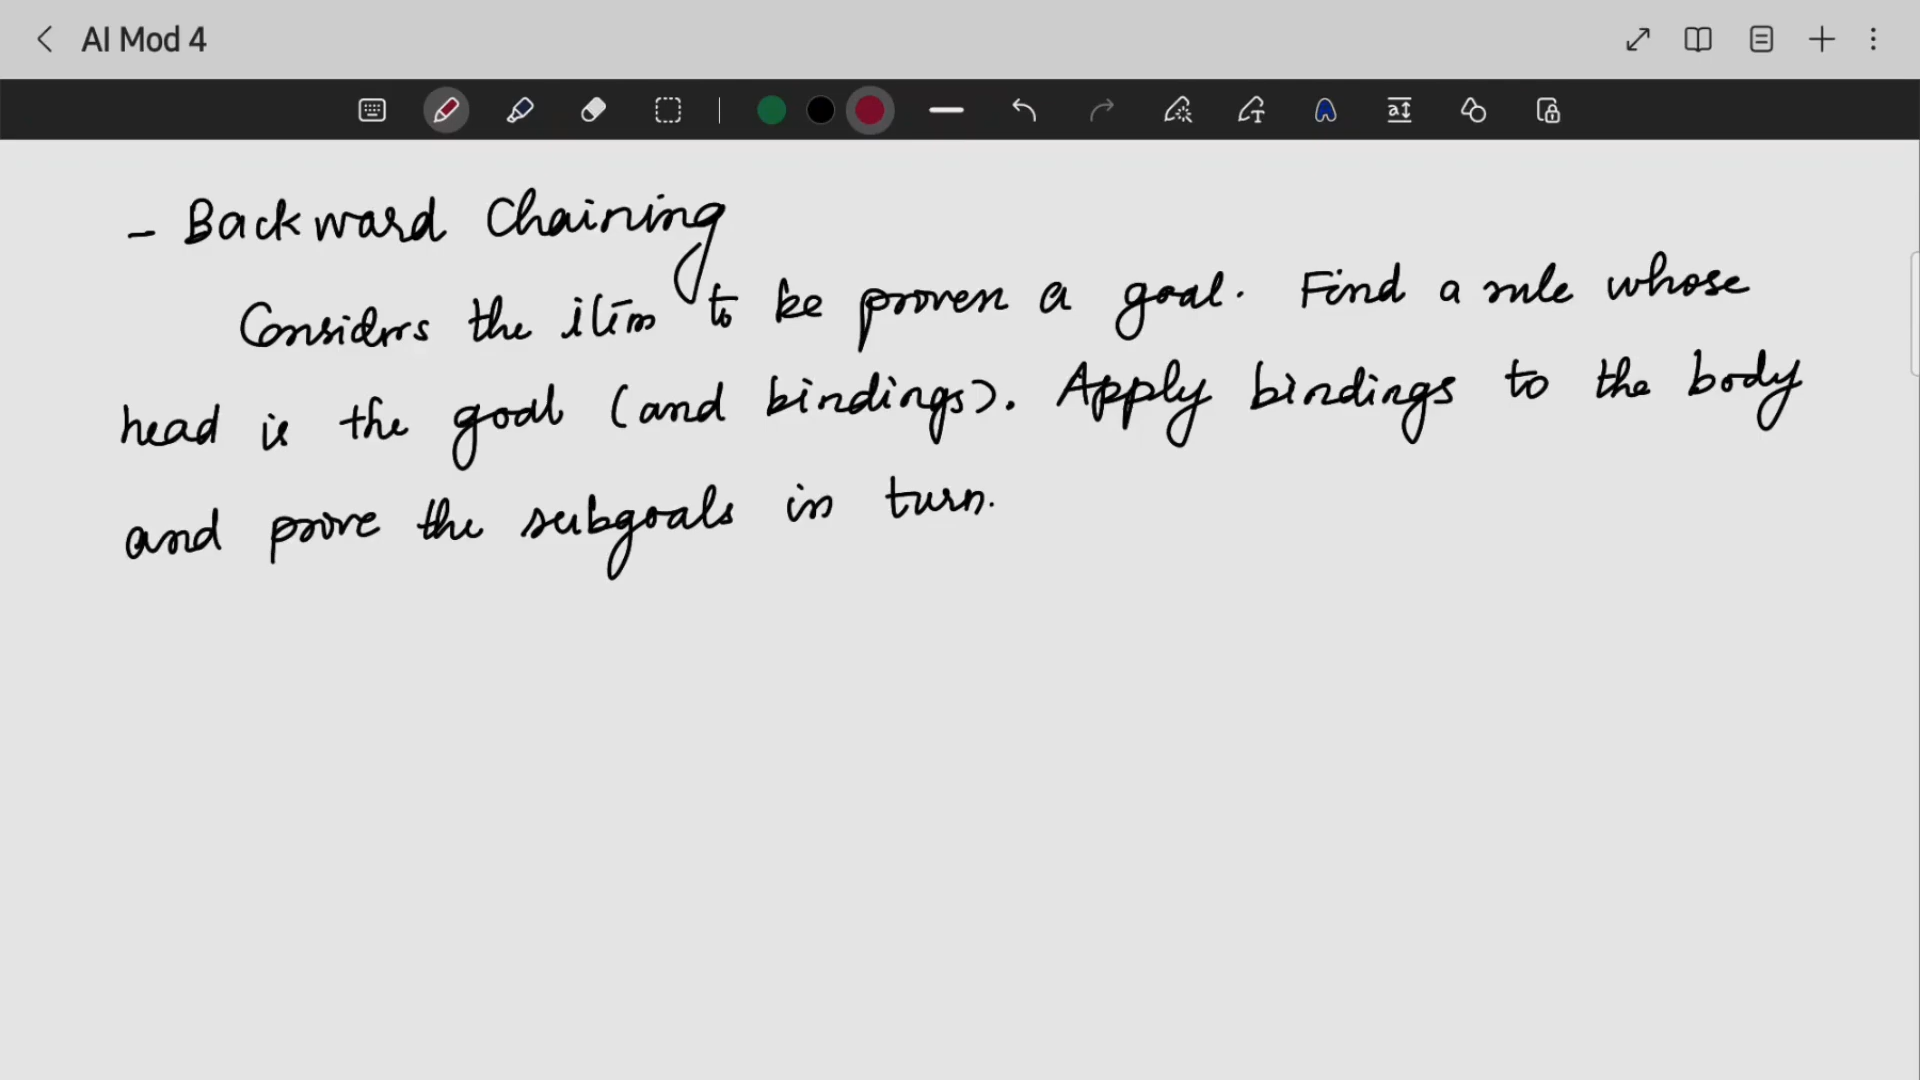 AI Mod 4
- Backward Chaining
Considers the item to be proven a goal. Find a rule whose
head is the goal (and bindings). Apply bindings to the body
and prove the subgoals in turn.